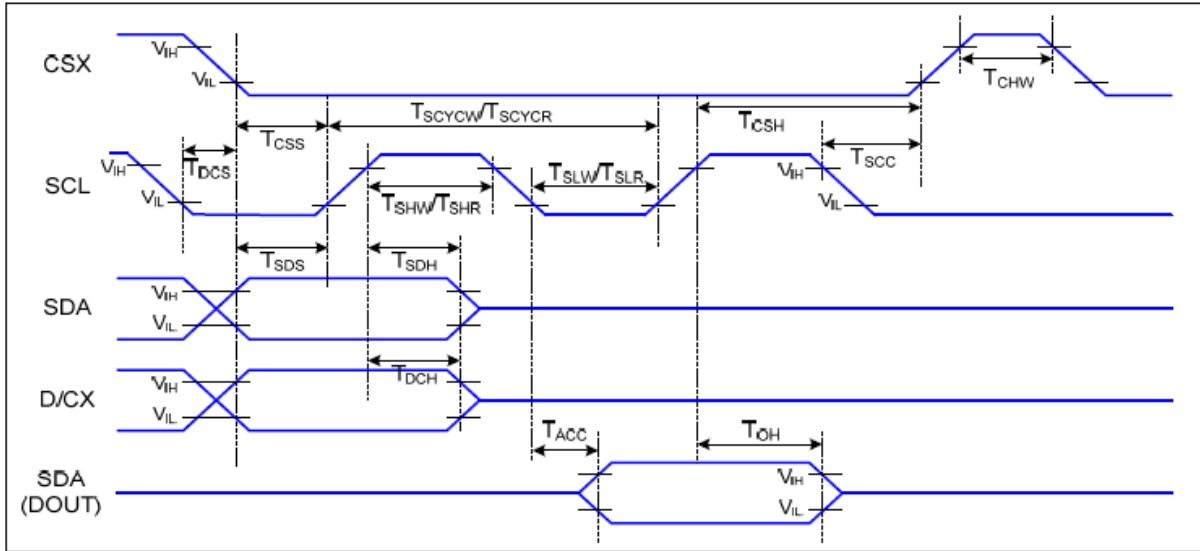 CSX
VIH
VIL
TCHW
TCSS
TSCYCW/TSCYCR
TCSH
TDCS
TSCC
SCL
VIH
VIL
TSHW/TSHR
TSLW/TSLR
VIH
VIL
TSDS
TSDH
SDA
VIH
VIL
D/CX
VIH
VIL
TDCH
TACC
TOH
SDA
(DOUT)
VIH
VIL